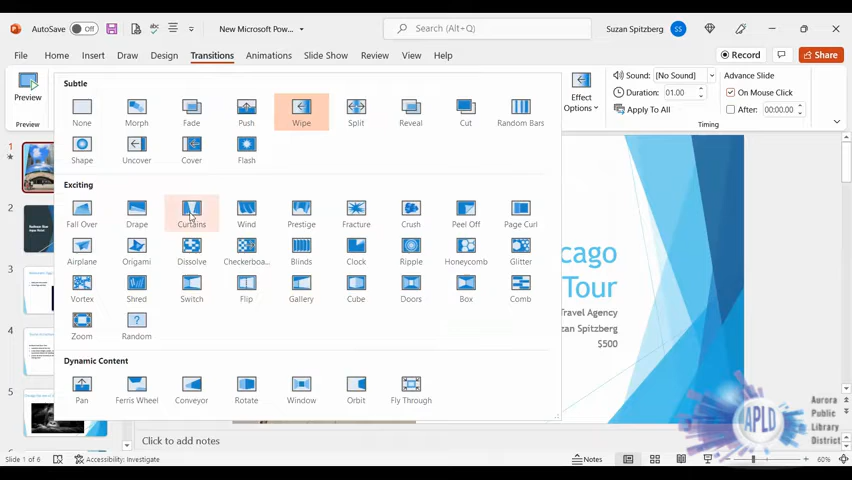 AutoSave Off New Microsoft Pow... Search (Alt+Q) Suzan Spitzberg SS
File Home Insert Draw Design Transitions Animations Slide Show Review View Help Record Share
Preview Effect Options Sound: [No Sound] Advance Slide
Duration: 01.00 On Mouse Click
Apply To All After: 00:00.00
Preview Timing
Subtle
None Morph Fade Push Wipe Split Reveal Cut Random Bars
Shape Uncover Cover Flash
Exciting
Fall Over Drape Curtains Wind Prestige Fracture Crush Peel Off Page Curl
Airplane Origami Dissolve Checkerboa... Blinds Clock Ripple Honeycomb Glitter
Vortex Shred Switch Flip Gallery Cube Doors Box Comb
Zoom Random
Dynamic Content
Pan Ferris Wheel Conveyor Rotate Window Orbit Fly Through
1
2
3
4
5
cago
Tour
Travel Agency
zan Spitzberg
$500
APLD
Aurora
Public
Library
District
Click to add notes
Slide 1 of 6 Accessibility: Investigate Notes 60%